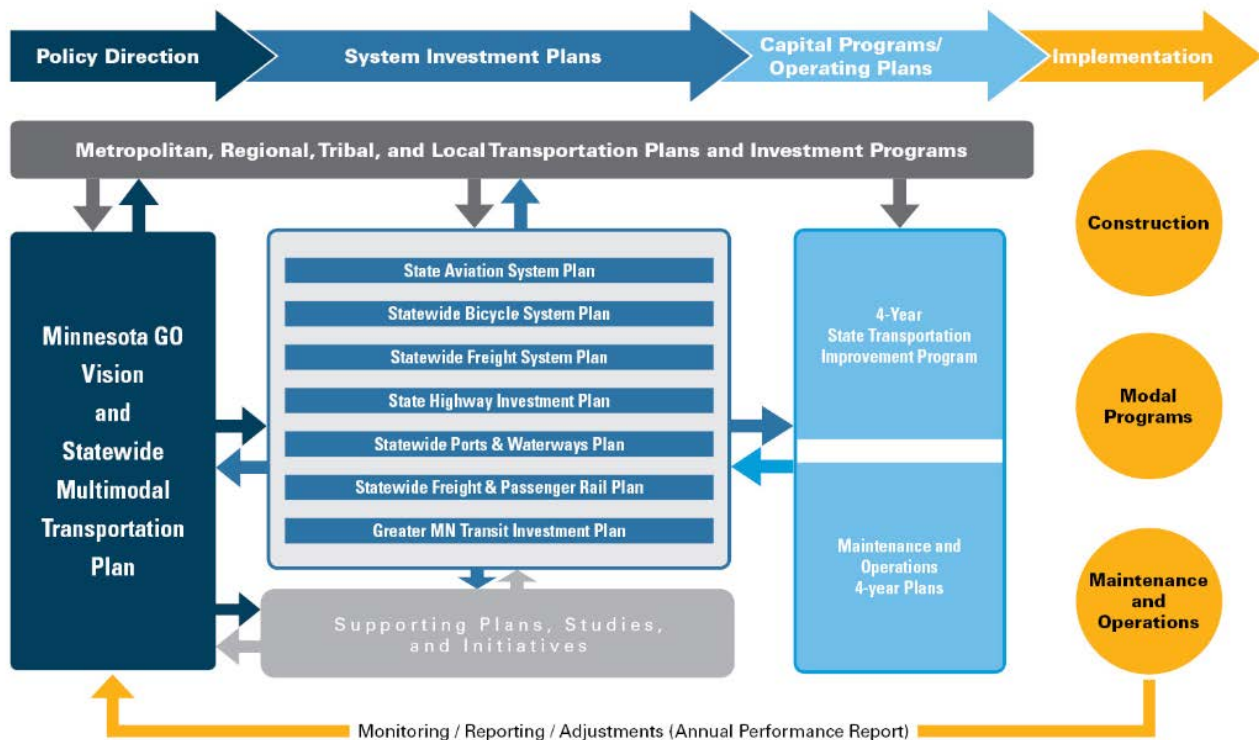 Policy Direction
System Investment Plans
Capital Programs/
Operating Plans
Implementation
Metropolitan, Regional, Tribal, and Local Transportation Plans and Investment Programs
Minnesota GO
Vision
and
Statewide
Multimodal
Transportation
Plan
State Aviation System Plan
Statewide Bicycle System Plan
Statewide Freight System Plan
State Highway Investment Plan
Statewide Ports & Waterways Plan
Statewide Freight & Passenger Rail Plan
Greater MN Transit Investment Plan
Supporting Plans, Studies,
and Initiatives
4-Year
State Transportation
Improvement Program
Maintenance and
Operations
4-year Plans
Construction
Modal
Programs
Maintenance
and
Operations
Monitoring / Reporting / Adjustments (Annual Performance Report)